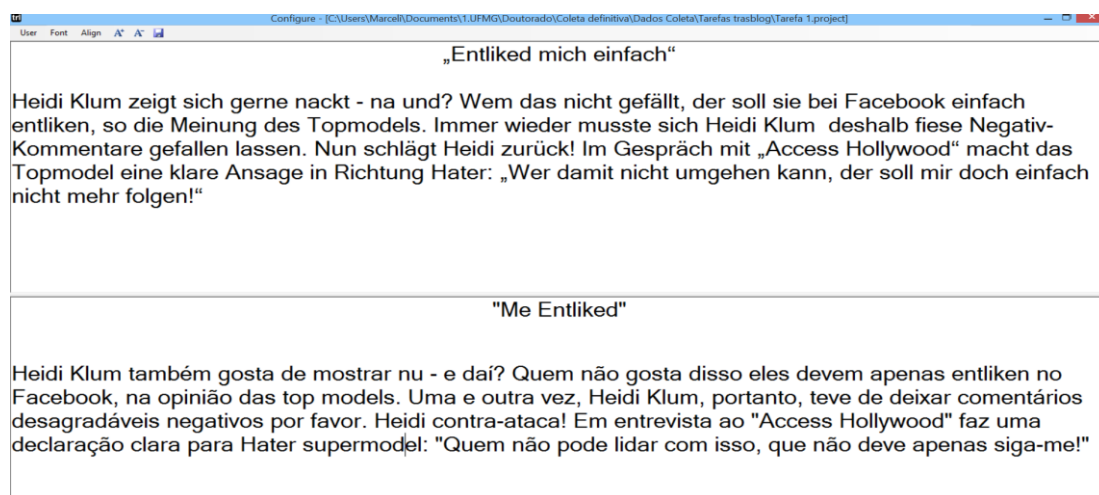 trl
Configure - [C:\Users\Marceli\Documents\1.UFMG\Doutorado\Coleta definitiva\Dados Coleta\Tarefas trasblog\Tarefa 1.project]
User Font Align A+ A-
„Entliked mich einfach“
Heidi Klum zeigt sich gerne nackt - na und? Wem das nicht gefällt, der soll sie bei Facebook einfach
entliken, so die Meinung des Topmodels. Immer wieder musste sich Heidi Klum deshalb fiese Negativ-
Kommentare gefallen lassen. Nun schlägt Heidi zurück! Im Gespräch mit „Access Hollywood“ macht das
Topmodel eine klare Ansage in Richtung Hater: „Wer damit nicht umgehen kann, der soll mir doch einfach
nicht mehr folgen!“
"Me Entliked"
Heidi Klum também gosta de mostrar nu - e daí? Quem não gosta disso eles devem apenas entliken no
Facebook, na opinião das top models. Uma e outra vez, Heidi Klum, portanto, teve de deixar comentários
desagradáveis negativos por favor. Heidi contra-ataca! Em entrevista ao "Access Hollywood" faz uma
declaração clara para Hater supermodel: "Quem não pode lidar com isso, que não deve apenas siga-me!"